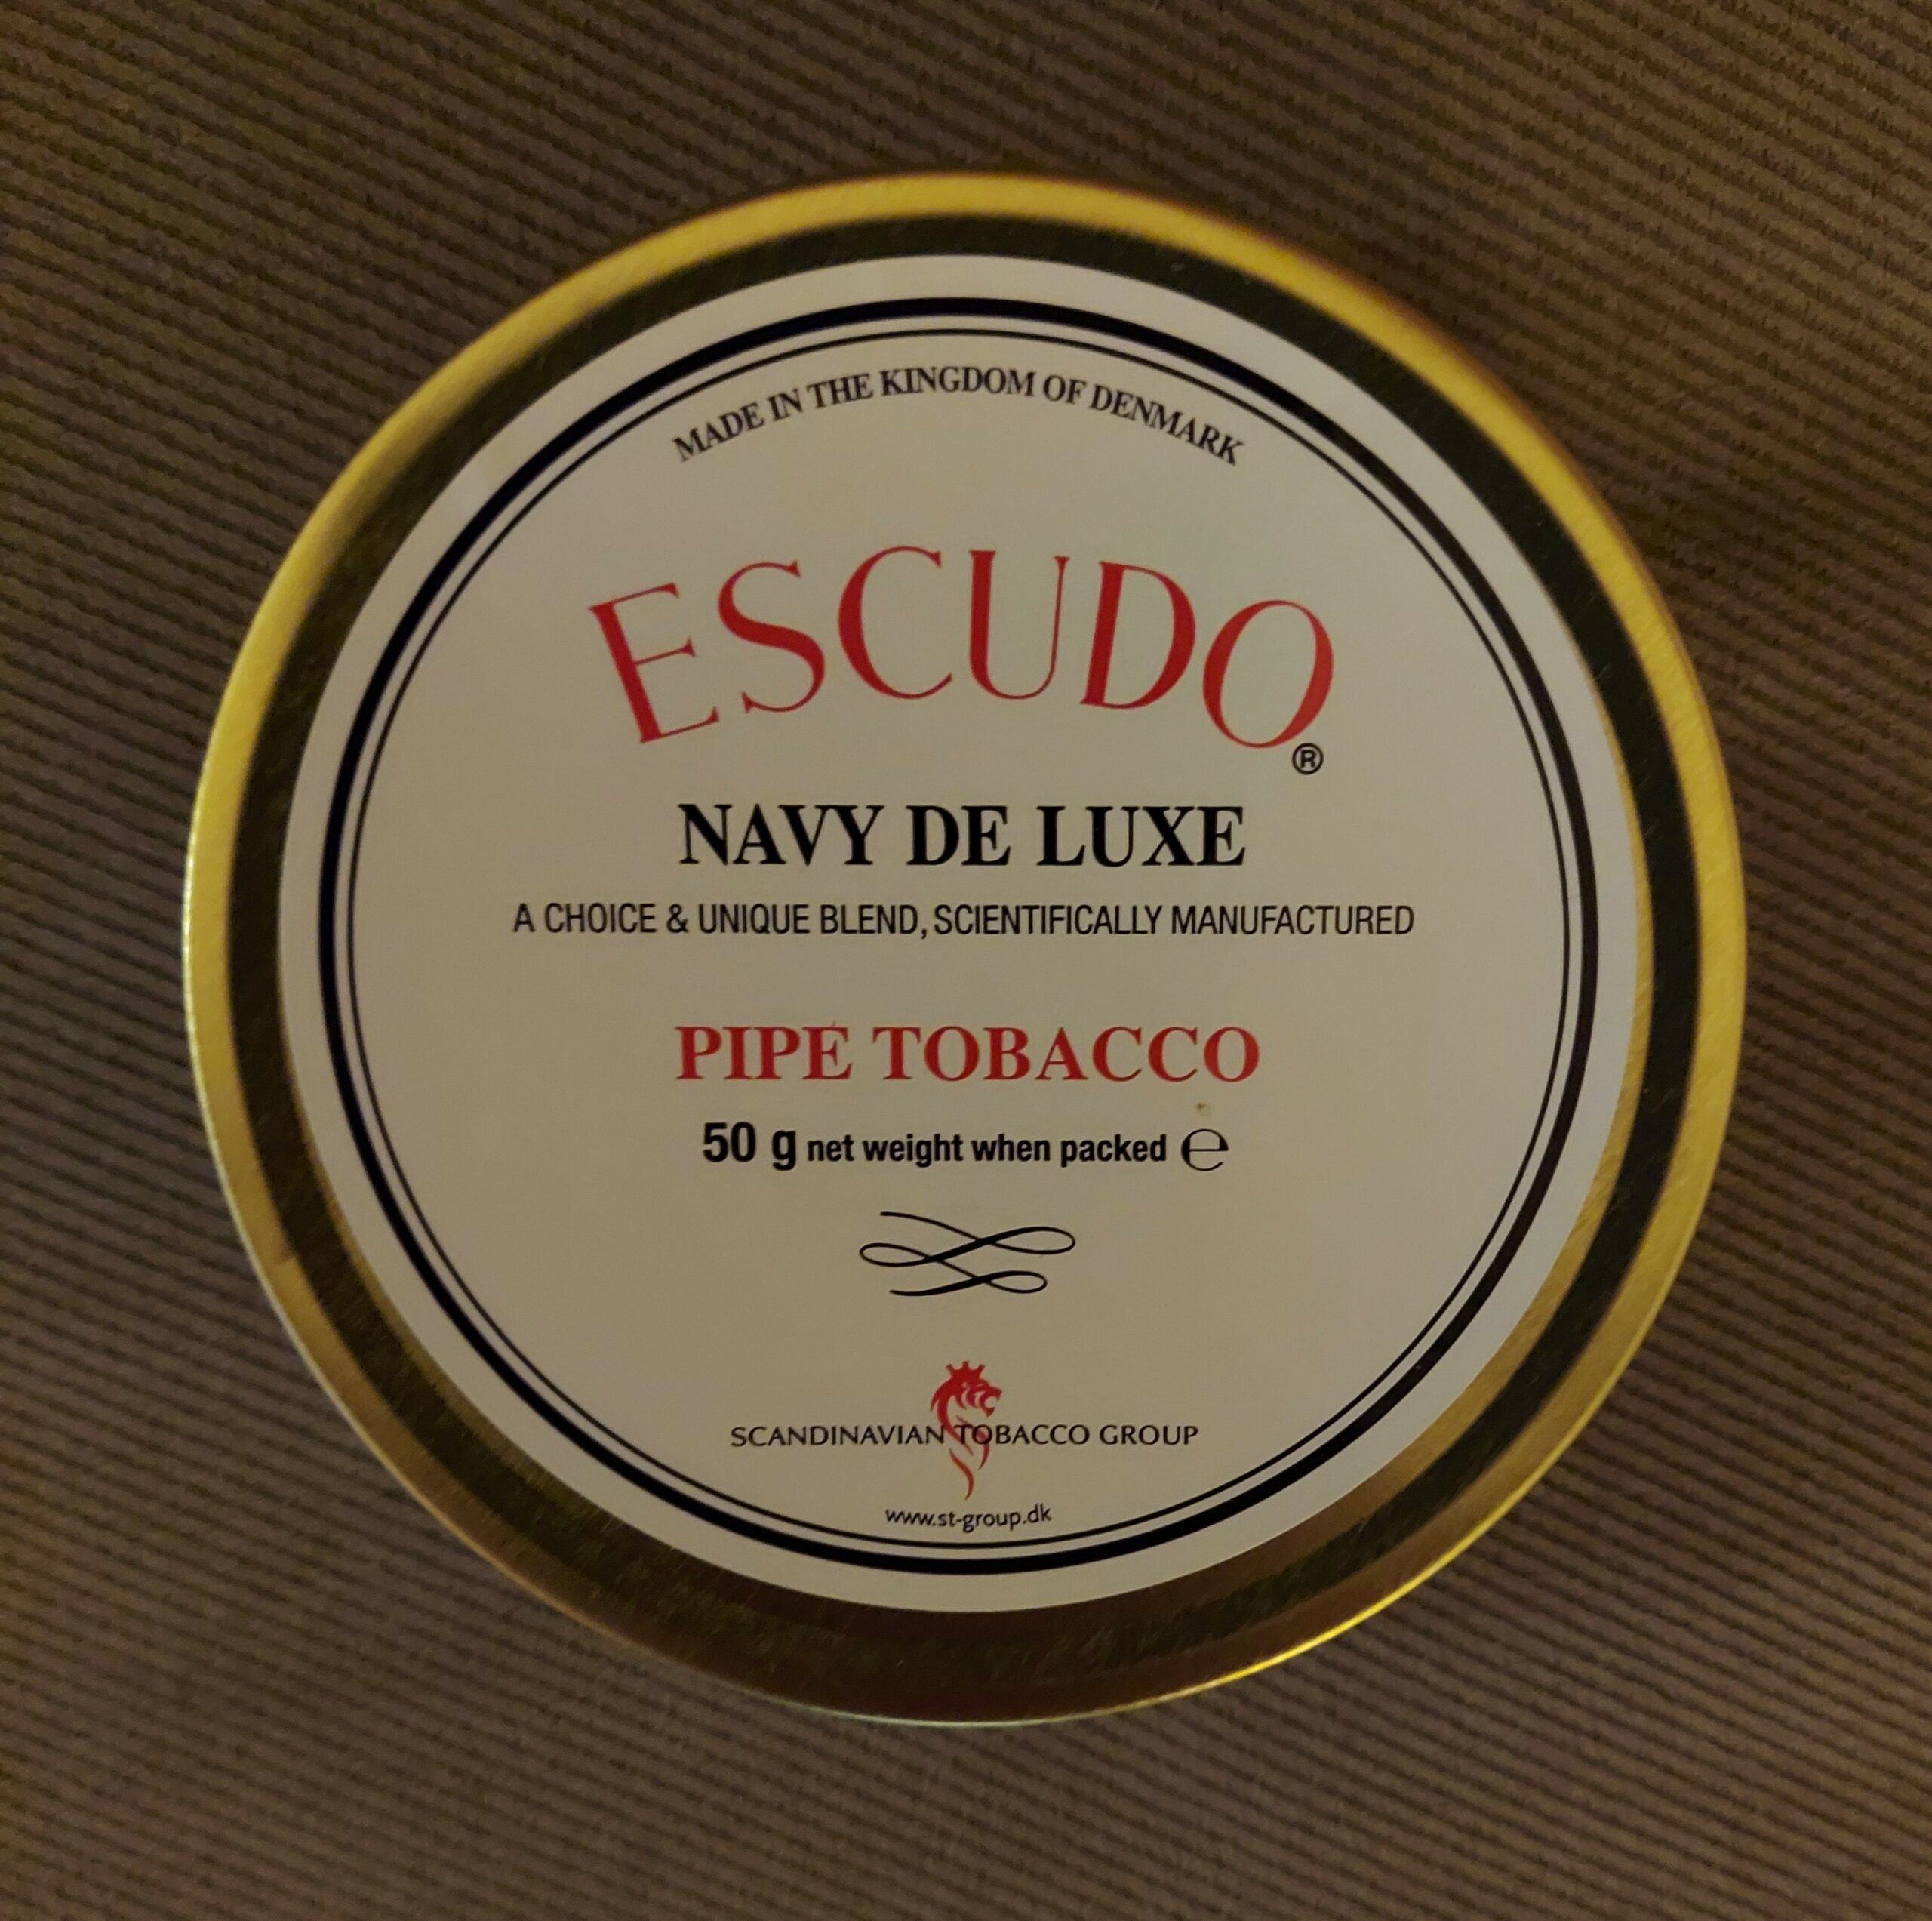 MADE IN THE KINGDOM OF DENMARK
ESCUDO®
NAVY DE LUXE
A CHOICE & UNIQUE BLEND, SCIENTIFICALLY MANUFACTURED
PIPE TOBACCO
50 g net weight when packed ℮
SCANDINAVIAN TOBACCO GROUP
www.st-group.dk